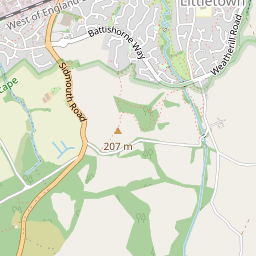 Littletown
West of England
Battishorne Way
Weatherill Road
Sidmouth Road
207 m